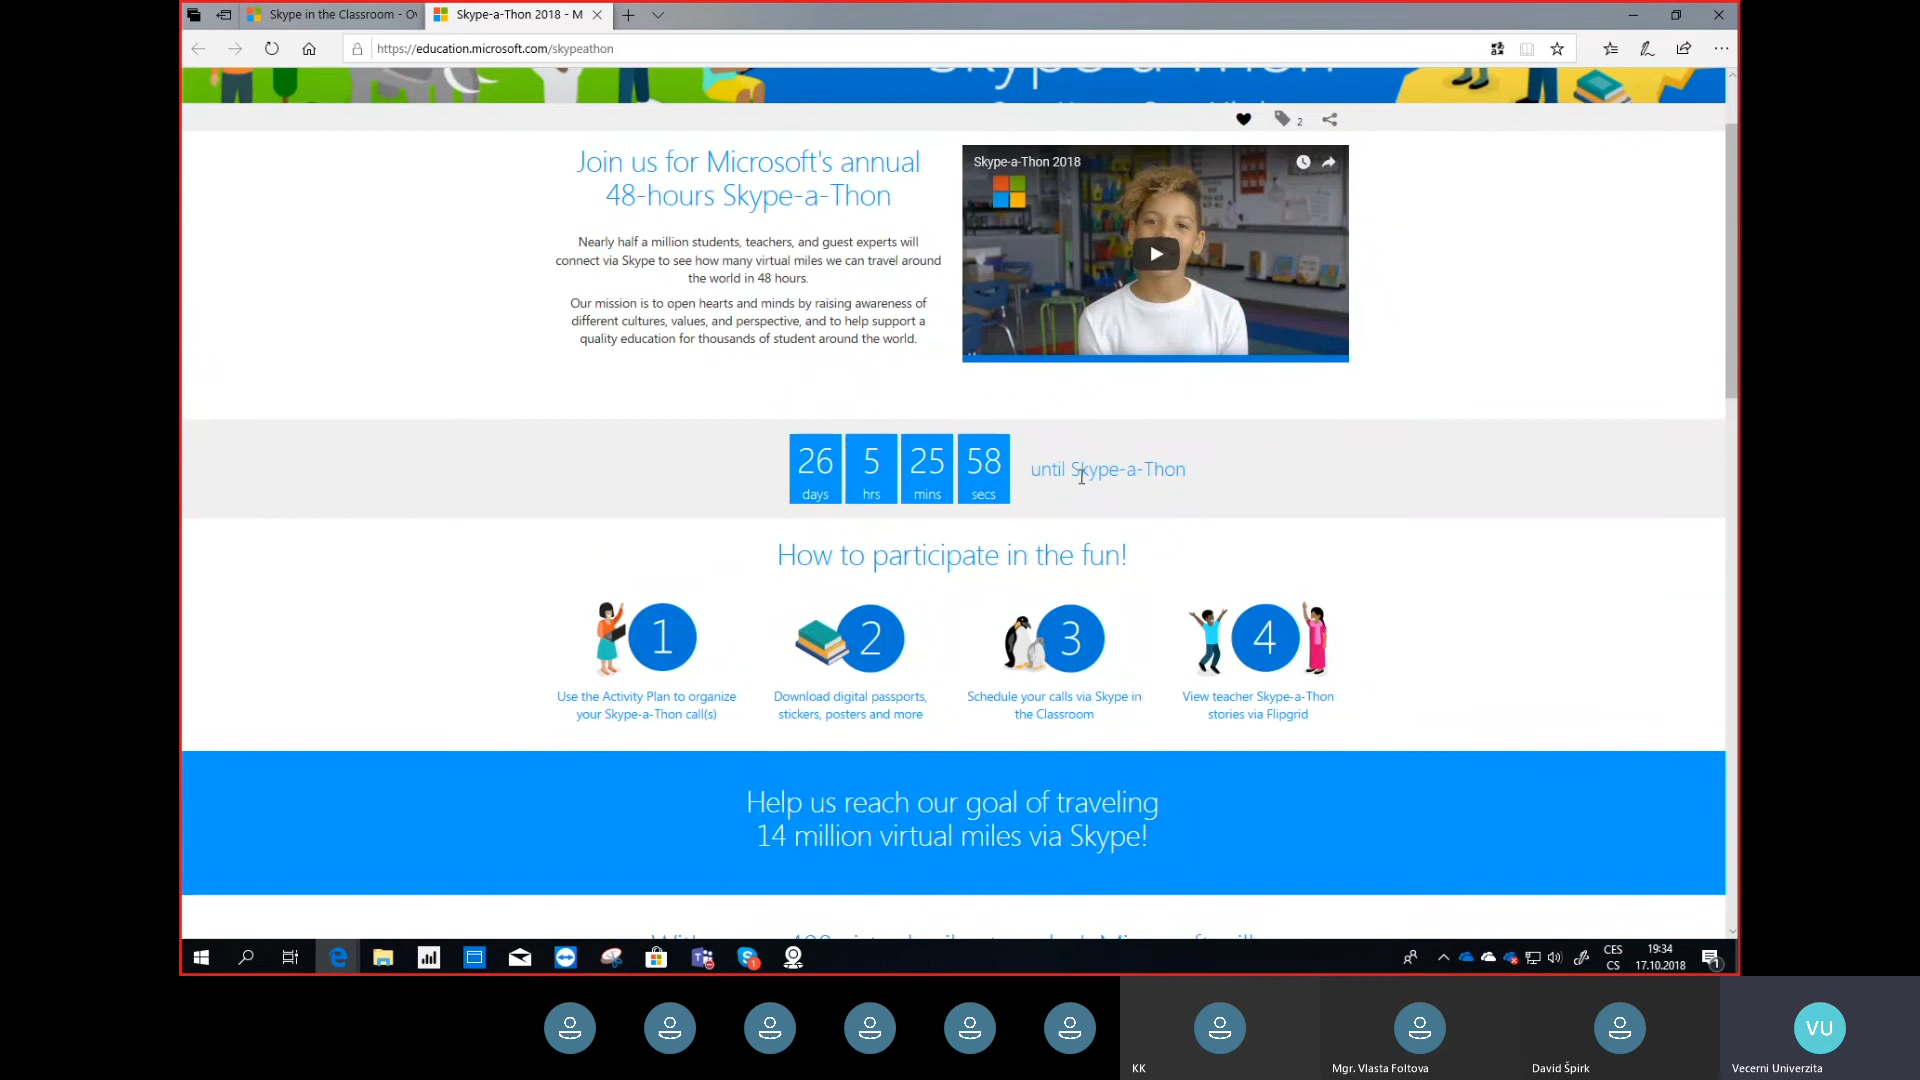 Skype in the Classroom - Ov
Skype-a-Thon 2018 - M
https://education.microsoft.com/skypeathon
Skype-a-Thon
2
Join us for Microsoft's annual
48-hours Skype-a-Thon
Nearly half a million students, teachers, and guest experts will
connect via Skype to see how many virtual miles we can travel around
the world in 48 hours.
Our mission is to open hearts and minds by raising awareness of
different cultures, values, and perspective, and to help support a
quality education for thousands of student around the world.
Skype-a-Thon 2018
26 5 25 58
days hrs mins secs
until Skype-a-Thon
How to participate in the fun!
1 2 3 4
Use the Activity Plan to organize
your Skype-a-Thon call(s)
Download digital passports,
stickers, posters and more
Schedule your calls via Skype in
the Classroom
View teacher Skype-a-Thon
stories via Flipgrid
Help us reach our goal of traveling
14 million virtual miles via Skype!
CES
CS
19:34
17.10.2018
1
KK
Mgr. Vlasta Foltova
David Špirk
VU
Vecerni Univerzita